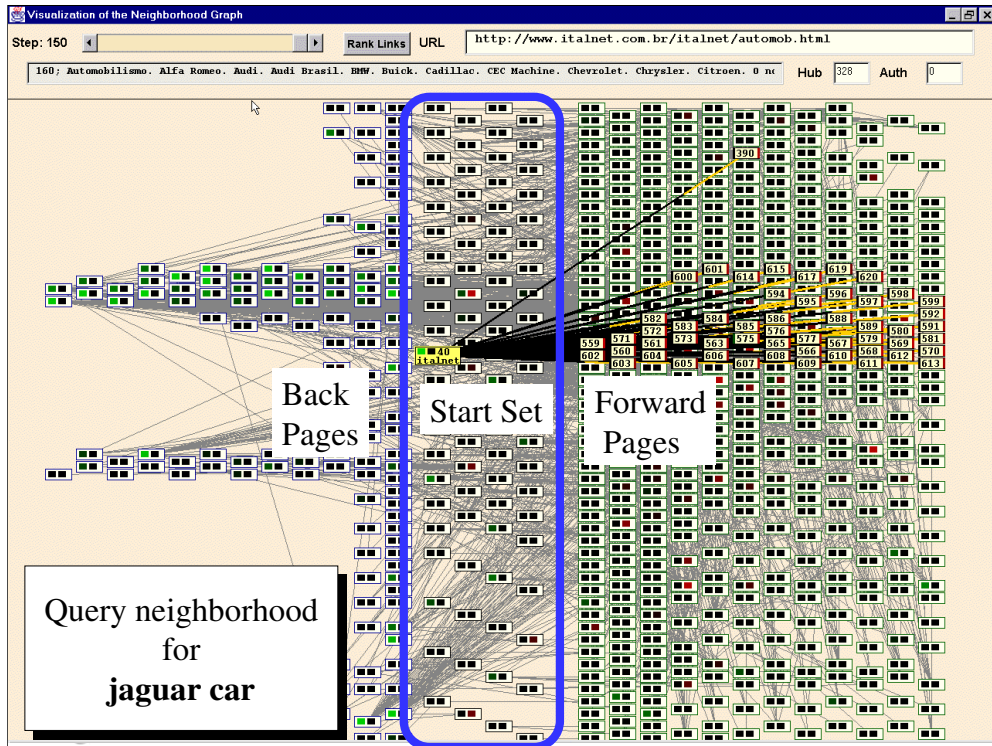 Visualization of the Neighborhood Graph
Step: 150 Rank Links URL http://www.italnet.com.br/italnet/automob.html
160; Automobilismo. Alfa Romeo. Audi. Audi Brasil. BMW. Buick. Cadillac. CEC Machine. Chevrolet. Chrysler. Citroen. 0 Hub 328 Auth 0
390
601 615 619
600 614 617 620
594 596 598
595 597 599
582 584 586 588 592
572 583 585 576 589 591
571 573 575 577 579 580
559 560 561 563 565 566 567 568 569 581
602 604 606 608 610 612 570
603 605 607 609 611 613
40
italnet
Back
Pages
Start Set
Forward
Pages
Query neighborhood
for
jaguar car